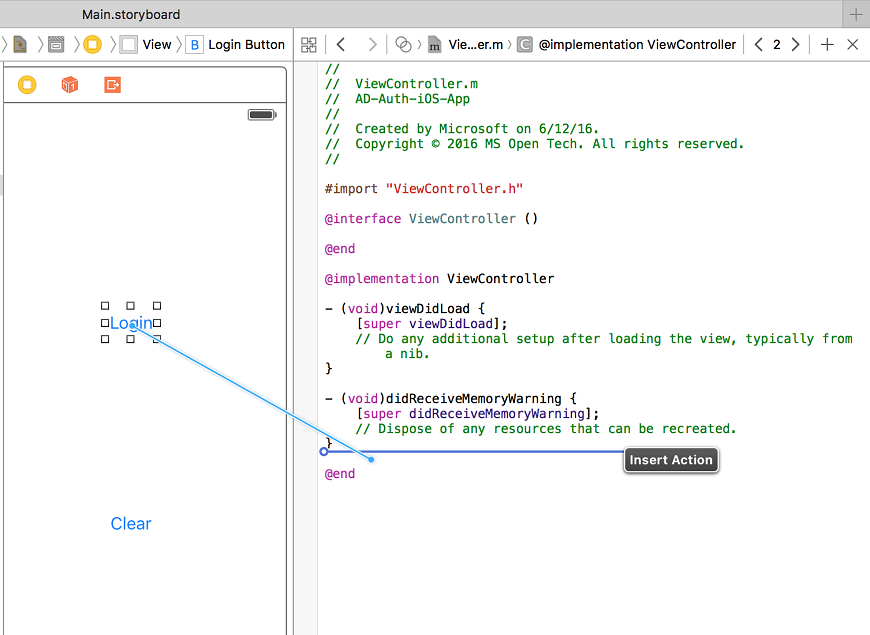 Main.storyboard
View
B
Login Button
m
Vie...er.m
C
@implementation ViewController
2
//
//  ViewController.m
//  AD-Auth-iOS-App
//
//  Created by Microsoft on 6/12/16.
//  Copyright © 2016 MS Open Tech. All rights reserved.
//
#import "ViewController.h"
@interface ViewController ()
@end
@implementation ViewController
- (void)viewDidLoad {
[super viewDidLoad];
// Do any additional setup after loading the view, typically from
a nib.
}
- (void)didReceiveMemoryWarning {
[super didReceiveMemoryWarning];
// Dispose of any resources that can be recreated.
}
Insert Action
@end
Login
Clear